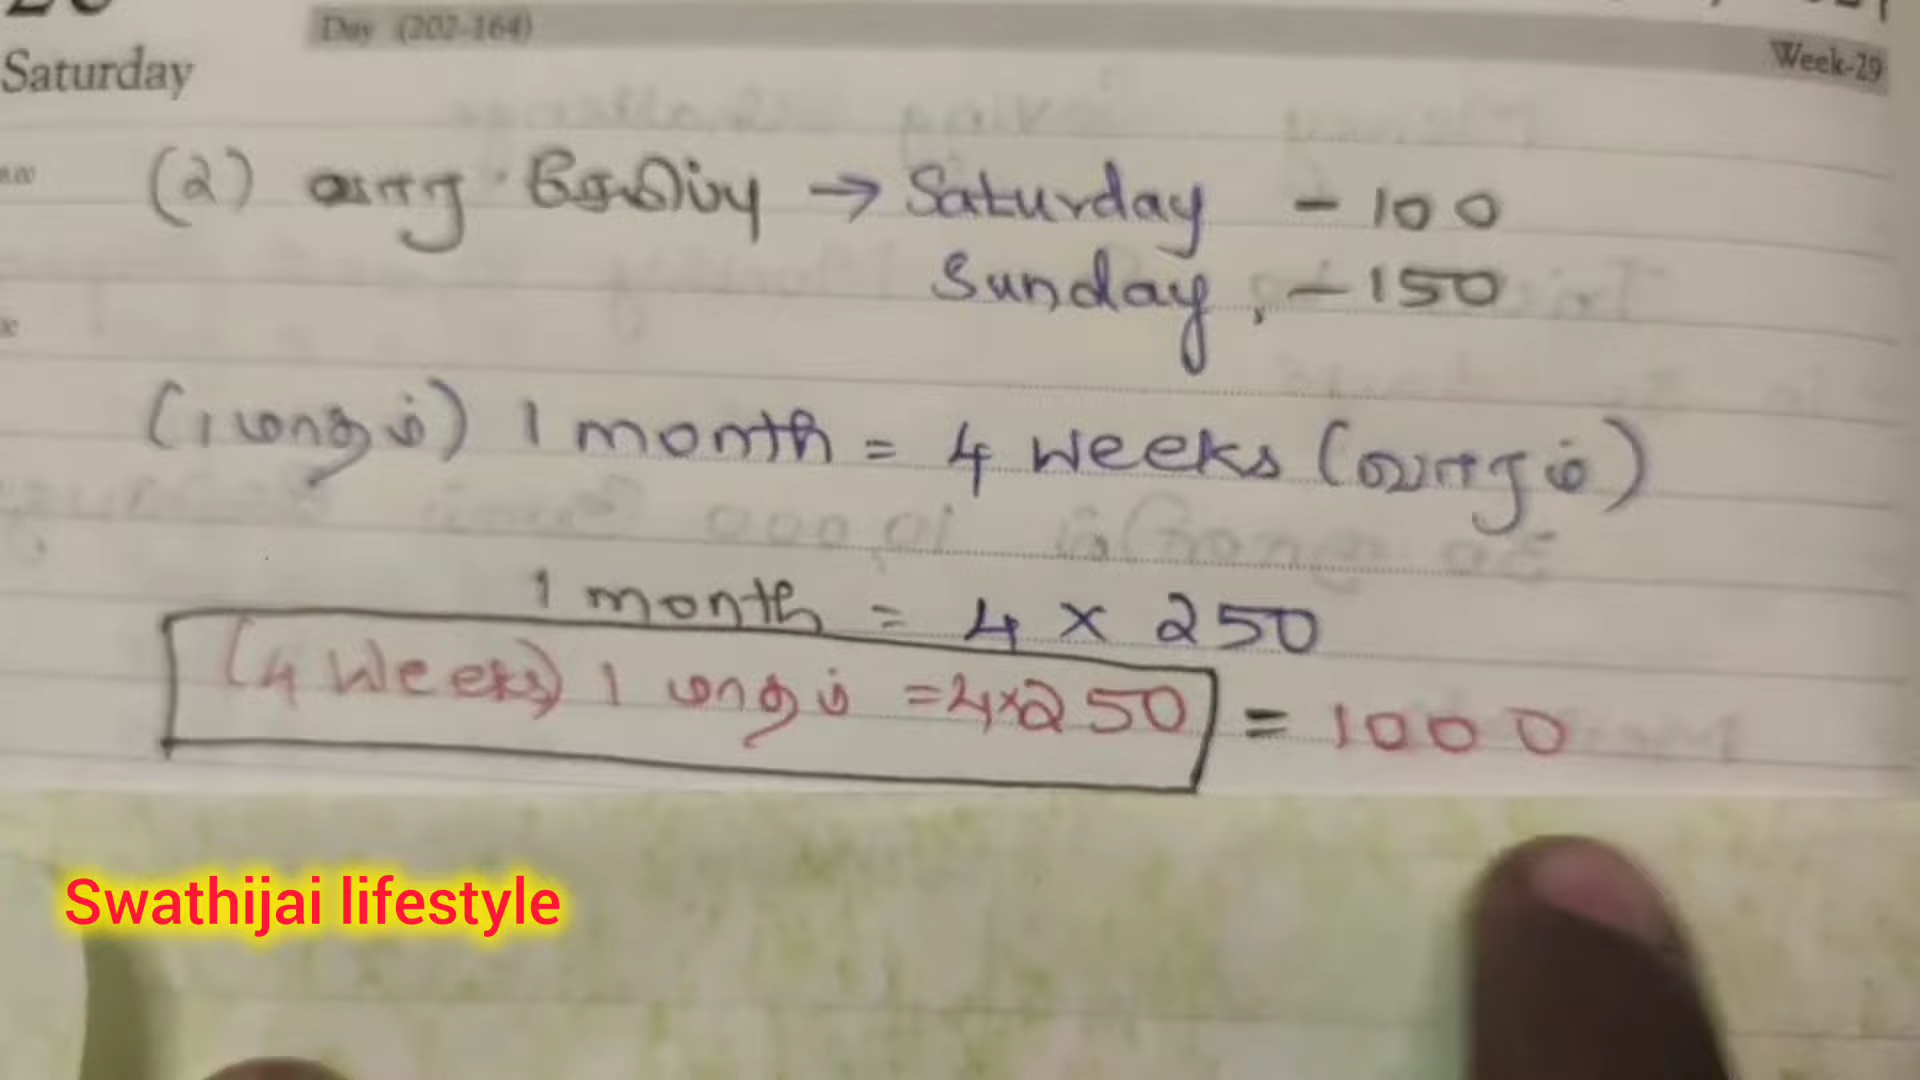 Saturday
Day (202-164)
Week-29
(2) வார சேமிப்பு → Saturday - 100
Sunday, - 150
(1 மாதம்) 1 month = 4 weeks (வாரம்)
1 month = 4 × 250
(4 weeks) 1 மாதம் = 4×250 = 1000
Swathijai lifestyle